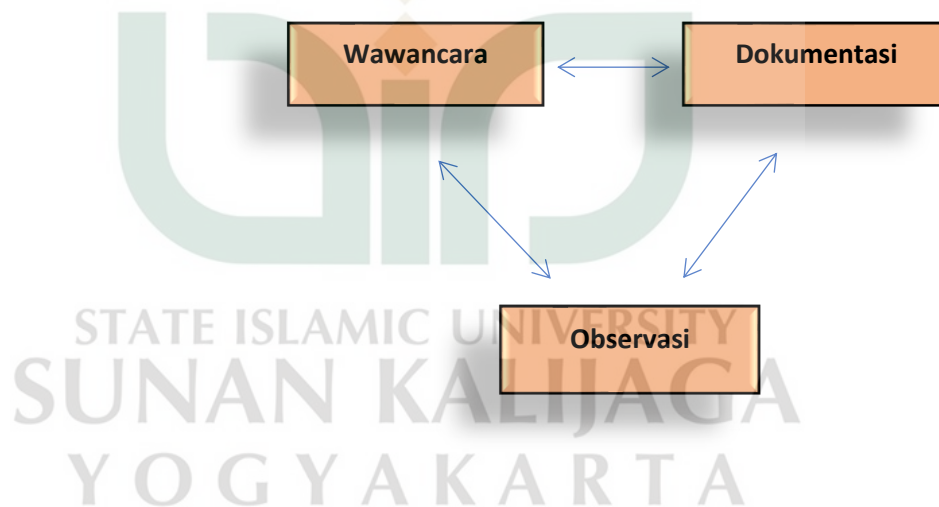 Wawancara
Dokumentasi
Observasi
STATE ISLAMIC UNIVERSITY
SUNAN KALIJAGA
YOGYAKARTA